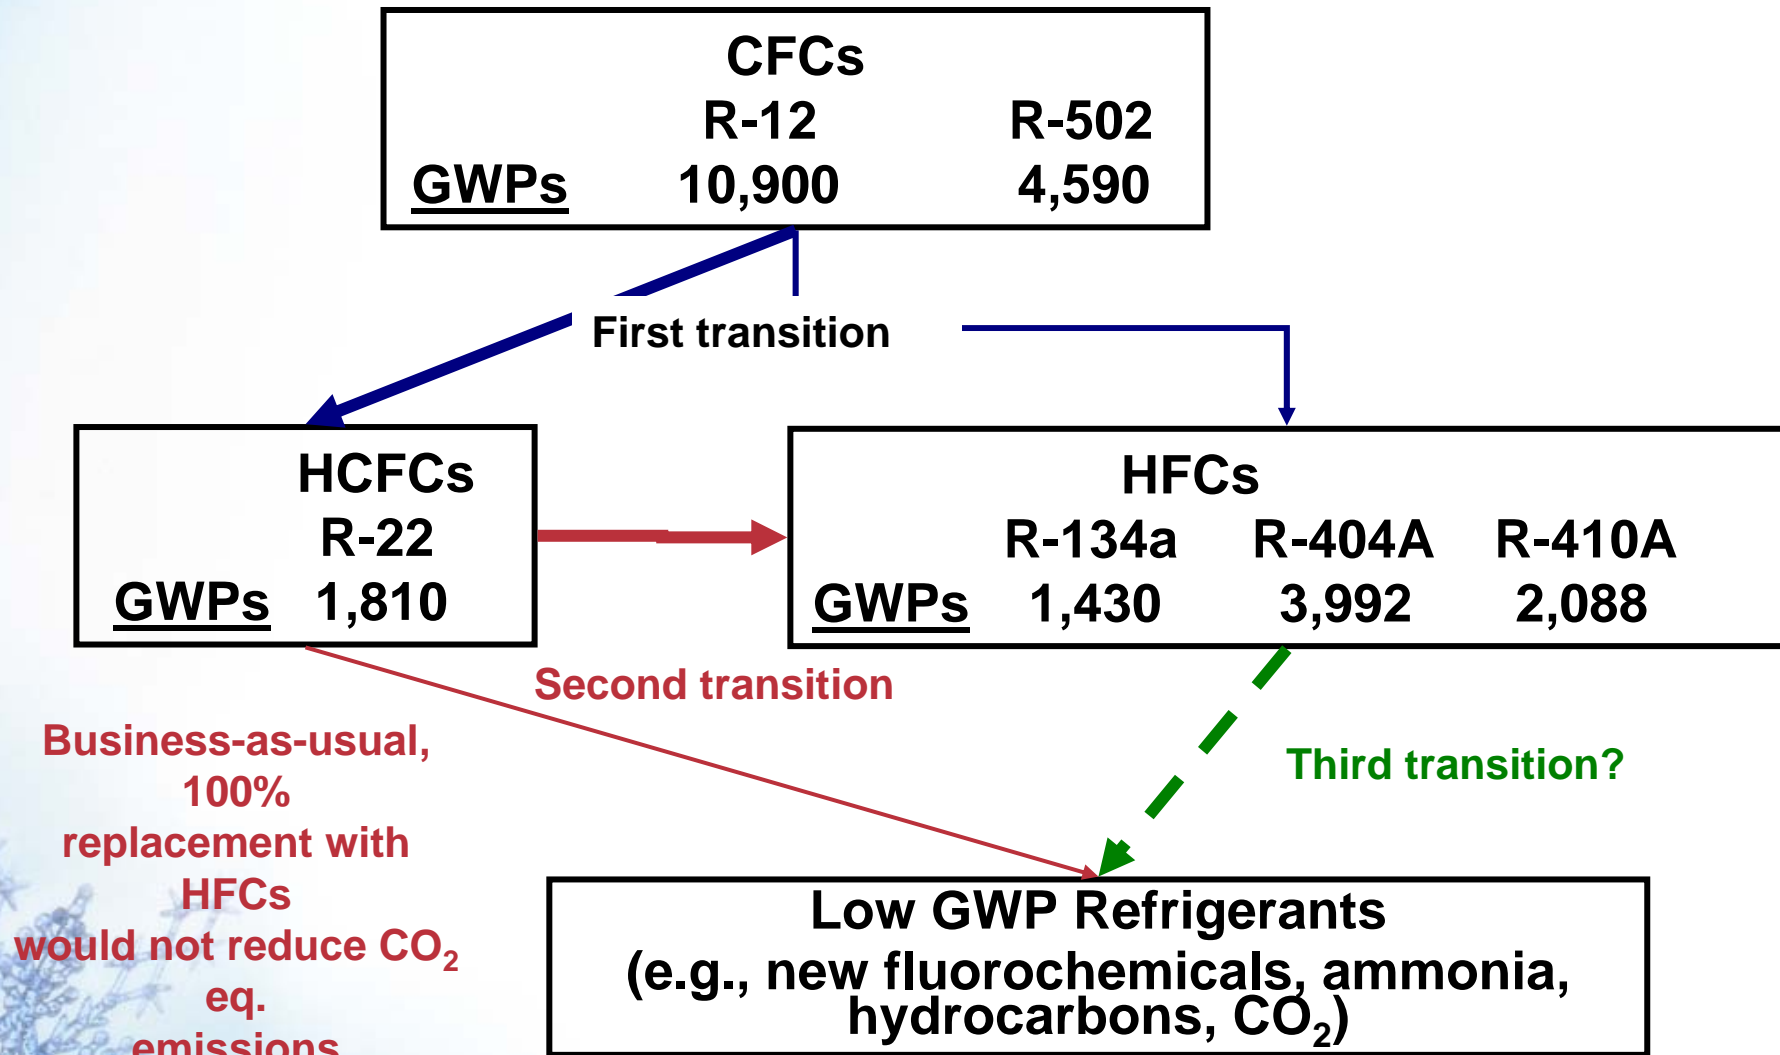 CFCs
R-12 R-502
GWPs 10,900 4,590
First transition
HCFCs
R-22
GWPs 1,810
HFCs
R-134a R-404A R-410A
GWPs 1,430 3,992 2,088
Second transition
Third transition?
Business-as-usual,
100%
replacement with
HFCs
would not reduce CO₂
eq.
emissions
Low GWP Refrigerants
(e.g., new fluorochemicals, ammonia,
hydrocarbons, CO₂)